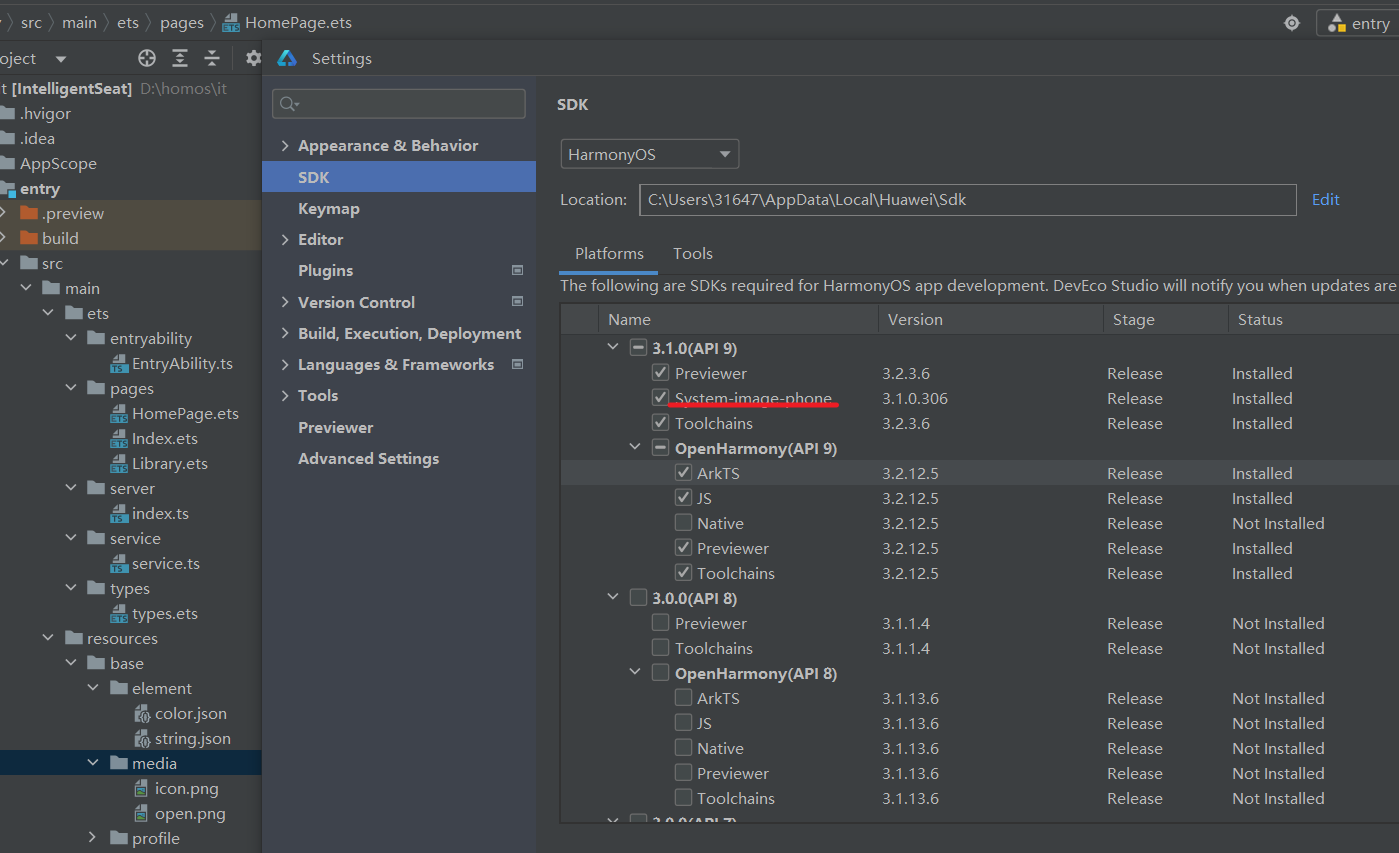 src main ets pages HomePage.ets entry
oject
Settings
t [IntelligentSeat] D:\homos\it
.hvigor
.idea
AppScope
entry
.preview
build
src
main
ets
entryability
EntryAbility.ts
pages
HomePage.ets
Index.ets
Library.ets
server
index.ts
service
service.ts
types
types.ets
resources
base
element
color.json
string.json
media
icon.png
open.png
profile
Appearance & Behavior
SDK
Keymap
Editor
Plugins
Version Control
Build, Execution, Deployment
Languages & Frameworks
Tools
Previewer
Advanced Settings
SDK
HarmonyOS
Location: C:\Users\31647\AppData\Local\Huawei\Sdk Edit
Platforms Tools
The following are SDKs required for HarmonyOS app development. DevEco Studio will notify you when updates are
Name Version Stage Status
3.1.0(API 9)
Previewer 3.2.3.6 Release Installed
System-image-phone 3.1.0.306 Release Installed
Toolchains 3.2.3.6 Release Installed
OpenHarmony(API 9)
ArkTS 3.2.12.5 Release Installed
JS 3.2.12.5 Release Installed
Native 3.2.12.5 Release Not Installed
Previewer 3.2.12.5 Release Installed
Toolchains 3.2.12.5 Release Installed
3.0.0(API 8)
Previewer 3.1.1.4 Release Not Installed
Toolchains 3.1.1.4 Release Not Installed
OpenHarmony(API 8)
ArkTS 3.1.13.6 Release Not Installed
JS 3.1.13.6 Release Not Installed
Native 3.1.13.6 Release Not Installed
Previewer 3.1.13.6 Release Not Installed
Toolchains 3.1.13.6 Release Not Installed